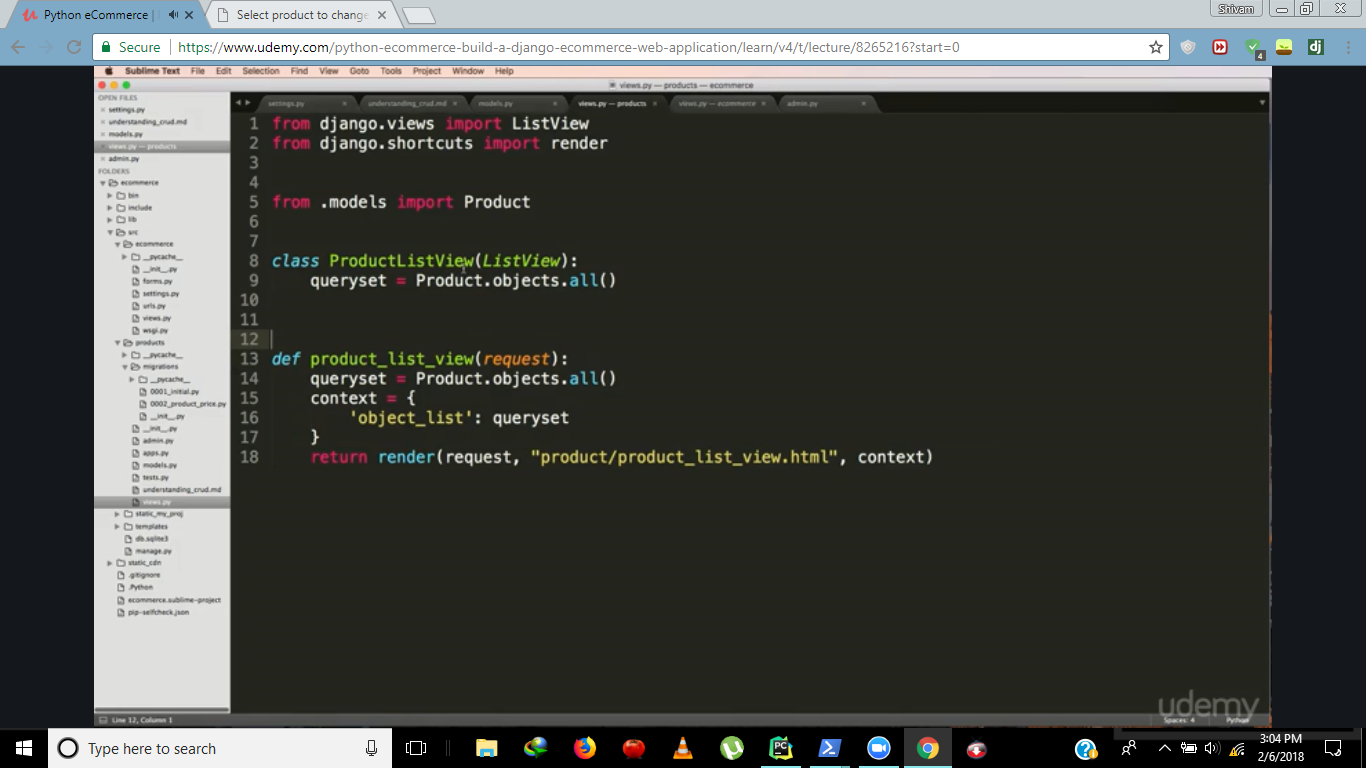 Python eCommerce |
Select product to change
Shivam
Secure
https://www.udemy.com/python-ecommerce-build-a-django-ecommerce-web-application/learn/v4/t/lecture/8265216?start=0
4
dj
Sublime Text File Edit Selection Find View Goto Tools Project Window Help
views.py — products — ecommerce
OPEN FILES
settings.py
understanding_crud.md
models.py
views.py — products
admin.py
FOLDERS
ecommerce
bin
include
lib
src
ecommerce
__pycache__
__init__.py
forms.py
settings.py
urls.py
views.py
wsgi.py
products
__pycache__
migrations
__pycache__
0001_initial.py
0002_product_price.py
__init__.py
__init__.py
admin.py
apps.py
models.py
tests.py
understanding_crud.md
views.py
static_my_proj
templates
db.sqlite3
manage.py
static_cdn
.gitignore
.Python
ecommerce.sublime-project
pip-selfcheck.json
settings.py understanding_crud.md models.py views.py — products views.py — ecommerce admin.py
1 from django.views import ListView
2 from django.shortcuts import render
3
4
5 from .models import Product
6
7
8 class ProductListView(ListView):
9     queryset = Product.objects.all()
10
11
12
13 def product_list_view(request):
14     queryset = Product.objects.all()
15     context = {
16         'object_list': queryset
17     }
18     return render(request, "product/product_list_view.html", context)
udemy
Line 12, Column 1
Spaces: 4
Python
Type here to search
PC
3:04 PM
2/6/2018